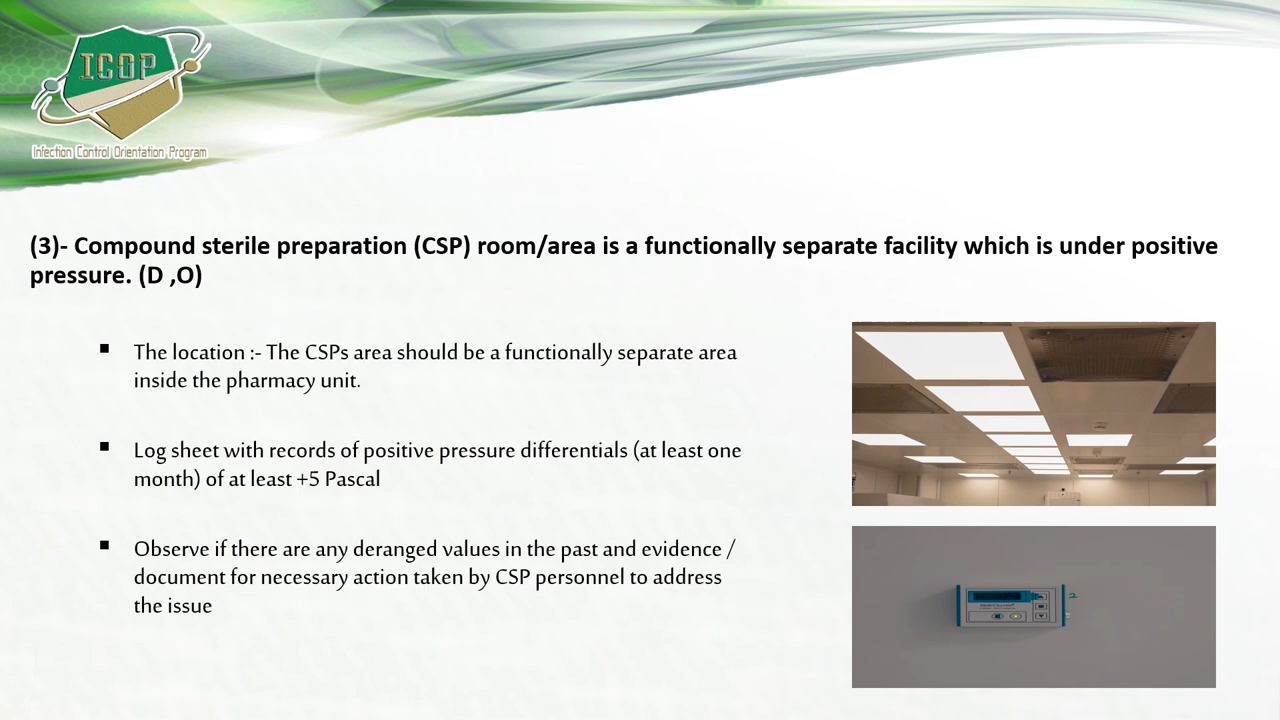 ICOP
Infection Control Orientation Program
(3)- Compound sterile preparation (CSP) room/area is a functionally separate facility which is under positive
pressure. (D ,O)
▪ The location :- The CSPs area should be a functionally separate area
inside the pharmacy unit.
▪ Log sheet with records of positive pressure differentials (at least one
month) of at least +5 Pascal
▪ Observe if there are any deranged values in the past and evidence /
document for necessary action taken by CSP personnel to address
the issue